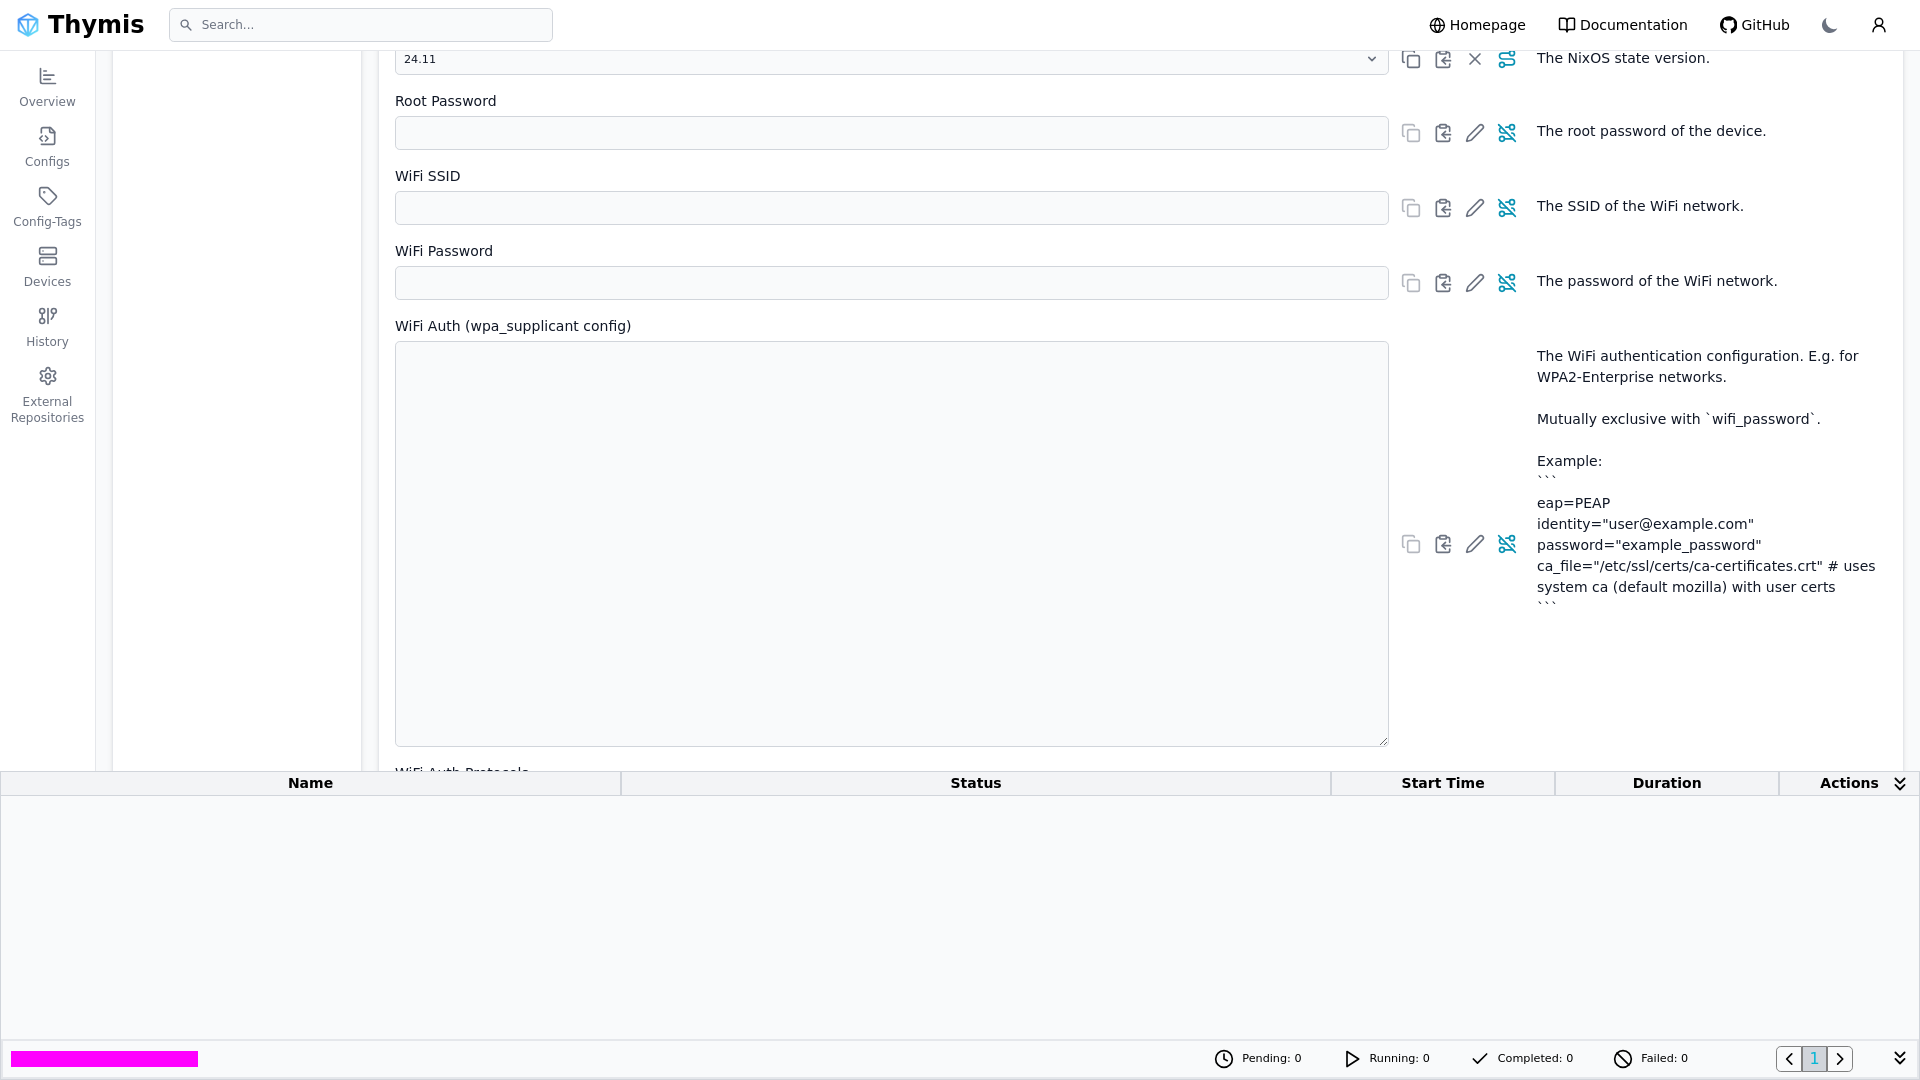 Thymis
Search...
Homepage
Documentation
GitHub
Overview
Configs
Config-Tags
Devices
History
External
Repositories
24.11
The NixOS state version.
Root Password
The root password of the device.
WiFi SSID
The SSID of the WiFi network.
WiFi Password
The password of the WiFi network.
WiFi Auth (wpa_supplicant config)
The WiFi authentication configuration. E.g. for
WPA2-Enterprise networks.
Mutually exclusive with `wifi_password`.
Example:
```
eap=PEAP
identity="user@example.com"
password="example_password"
ca_file="/etc/ssl/certs/ca-certificates.crt" # uses
system ca (default mozilla) with user certs
```
WiFi Auth Protocols
Name
Status
Start Time
Duration
Actions
Pending: 0
Running: 0
Completed: 0
Failed: 0
1